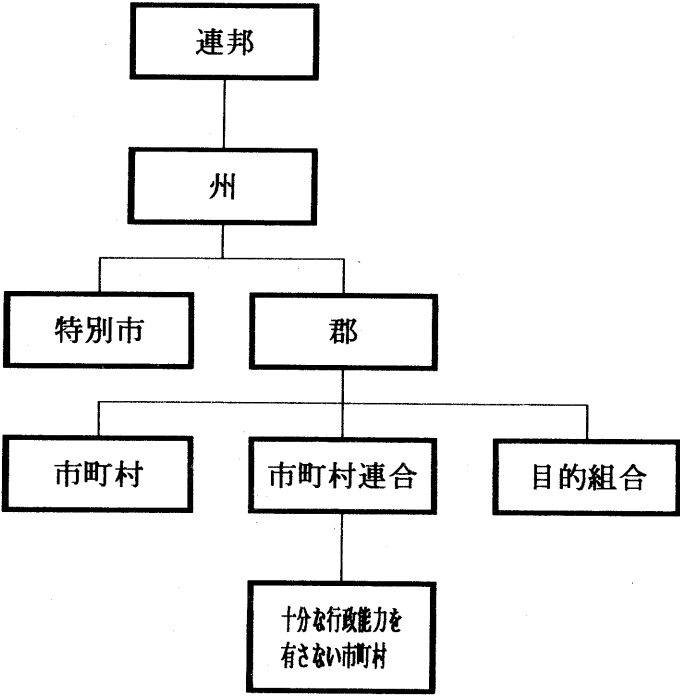 連邦
州
特別市
郡
市町村
市町村連合
目的組合
十分な行政能力を
有さない市町村